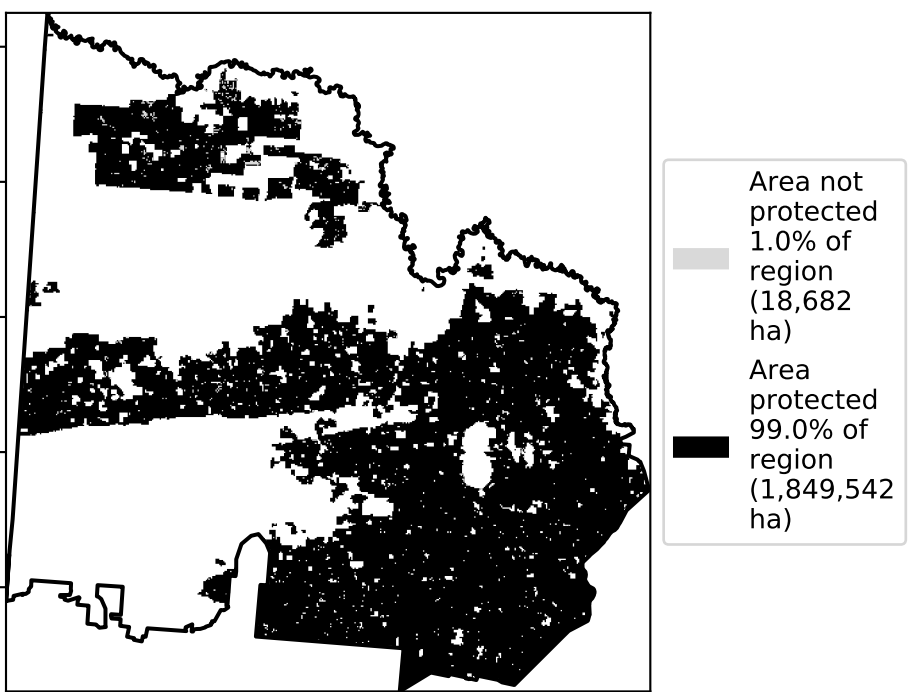 Area not
protected
1.0% of
region
(18,682
ha)
Area
protected
99.0% of
region
(1,849,542
ha)